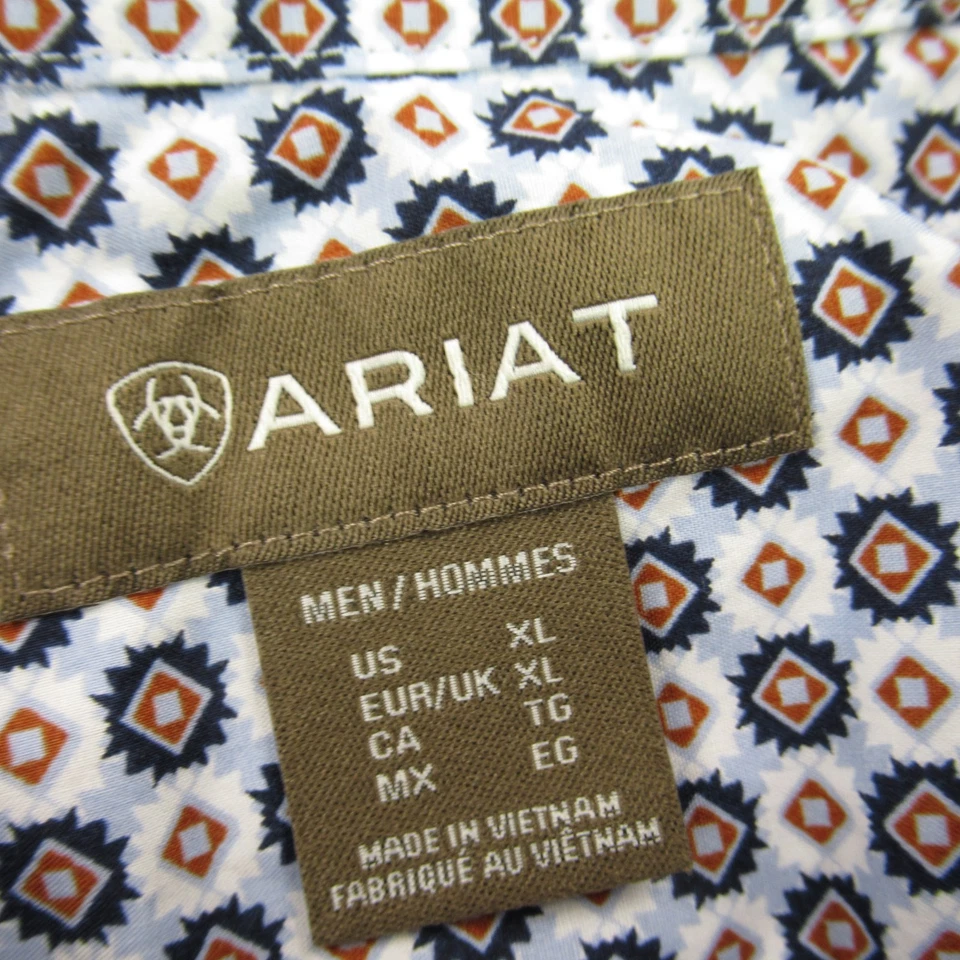 ARIAT
MEN/HOMMES
US XL
EUR/UK XL
CA TG
MX EG
MADE IN VIETNAM
FABRIQUÉ AU VIÊTNAM